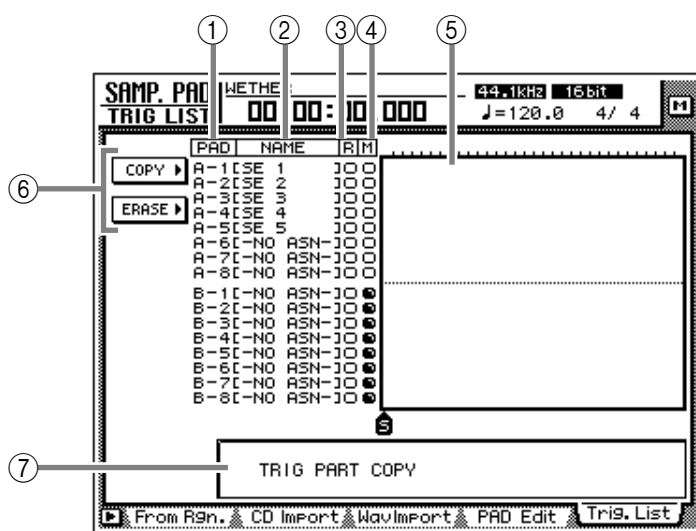 ① ② ③ ④ ⑤
SAMP. PAD WETHE
TRIG LIST 00:00:00.000
44.1kHz 16bit
♩=120.0 4/ 4
M
PAD NAME R M
⑥
COPY
ERASE
A-1[SE 1 ]
A-2[SE 2 ]
A-3[SE 3 ]
A-4[SE 4 ]
A-5[SE 5 ]
A-6[-NO ASN-]
A-7[-NO ASN-]
A-8[-NO ASN-]
B-1[-NO ASN-]
B-2[-NO ASN-]
B-3[-NO ASN-]
B-4[-NO ASN-]
B-5[-NO ASN-]
B-6[-NO ASN-]
B-7[-NO ASN-]
B-8[-NO ASN-]
S
⑦
TRIG PART COPY
From Rgn. CD Import WavImport PAD Edit Trig. List